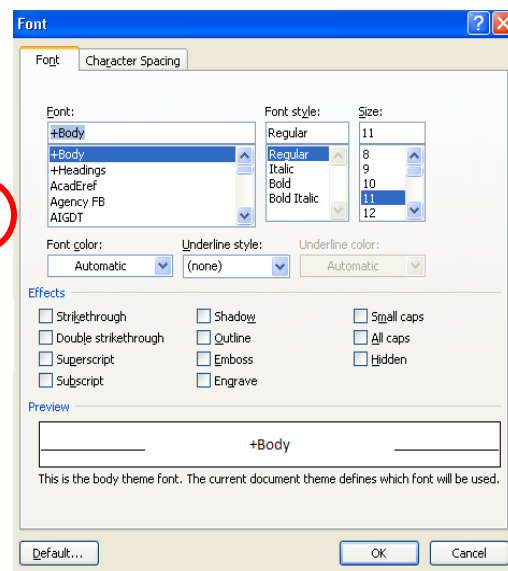 Font
Font Character Spacing
Font: Font style: Size:
+Body Regular 11
+Body Regular 8
+Headings Italic 9
AcadEref Bold 10
Agency FB Bold Italic 11
AIGDT 12
Font color: Underline style: Underline color:
Automatic (none) Automatic
Effects
Strikethrough Shadow Small caps
Double strikethrough Outline All caps
Superscript Emboss Hidden
Subscript Engrave
Preview
+Body
This is the body theme font. The current document theme defines which font will be used.
Default... OK Cancel